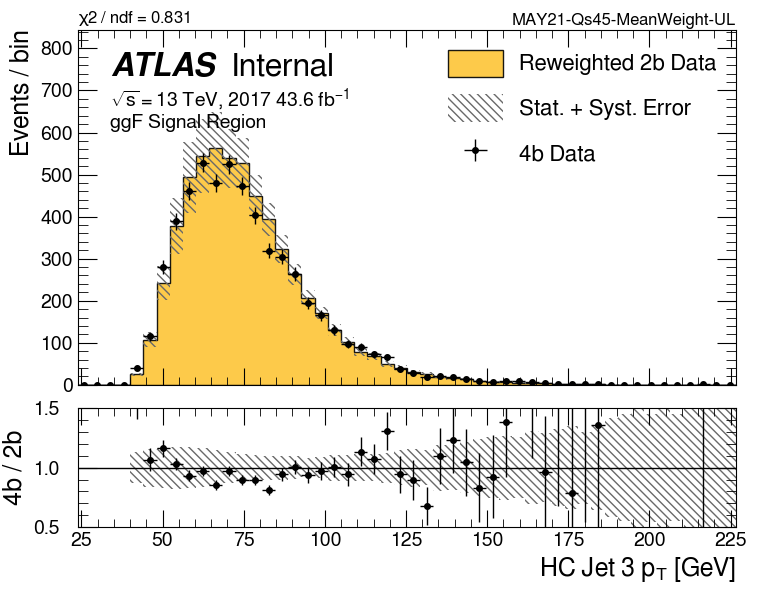 χ2 / ndf = 0.831
MAY21-Qs45-MeanWeight-UL
Events / bin
800
700
600
500
400
300
200
100
0
ATLAS Internal
√s = 13 TeV, 2017 43.6 fb⁻¹
ggF Signal Region
Reweighted 2b Data
Stat. + Syst. Error
4b Data
4b / 2b
1.5
1.0
0.5
25 50 75 100 125 150 175 200 225
HC Jet 3 p_T [GeV]